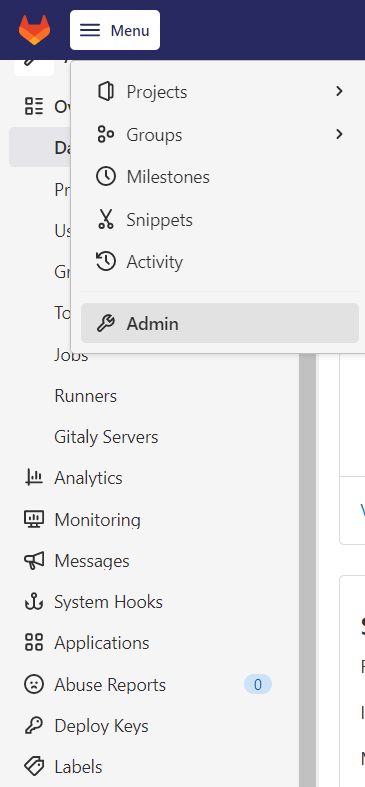 Menu
Projects
Groups
Milestones
Snippets
Activity
Admin
Jobs
Runners
Gitaly Servers
Analytics
Monitoring
Messages
System Hooks
Applications
Abuse Reports 0
Deploy Keys
Labels